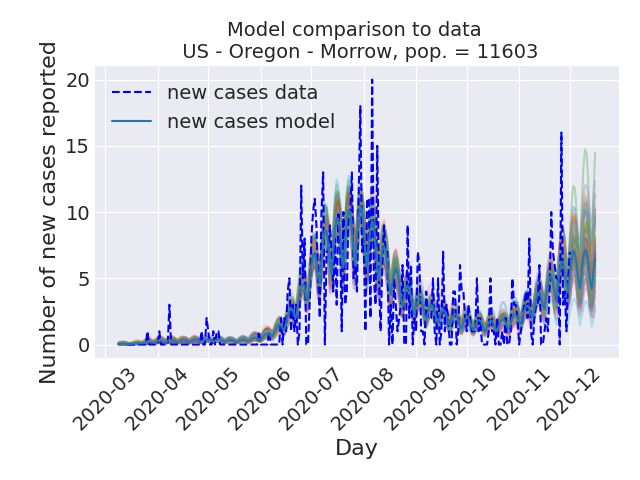 Model comparison to data
US - Oregon - Morrow, pop. = 11603
Number of new cases reported
20
15
10
5
0
new cases data
new cases model
2020-03
2020-04
2020-05
2020-06
2020-07
2020-08
2020-09
2020-10
2020-11
2020-12
Day